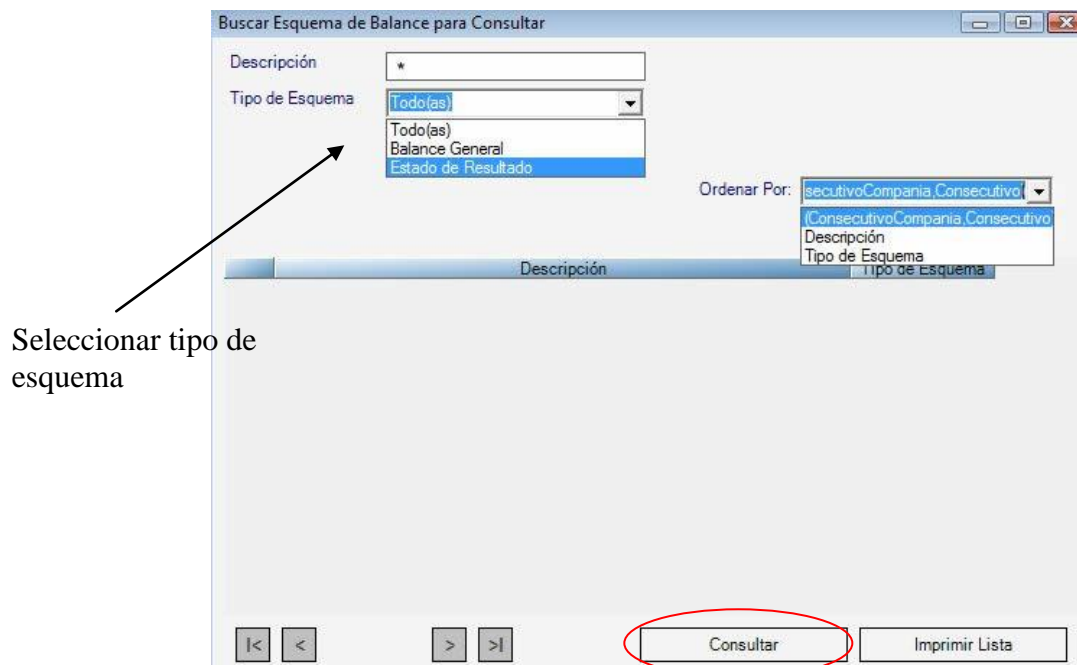 Buscar Esquema de Balance para Consultar
Descripción
*
Tipo de Esquema
Todo(as)
Todo(as)
Balance General
Estado de Resultado
Ordenar Por:
secutivoCompania,Consecutivo(
(ConsecutivoCompania,Consecutivo
Descripción
Tipo de Esquema
Descripción
Tipo de Esquema
Seleccionar tipo de
esquema
|<
<
>
>|
Consultar
Imprimir Lista